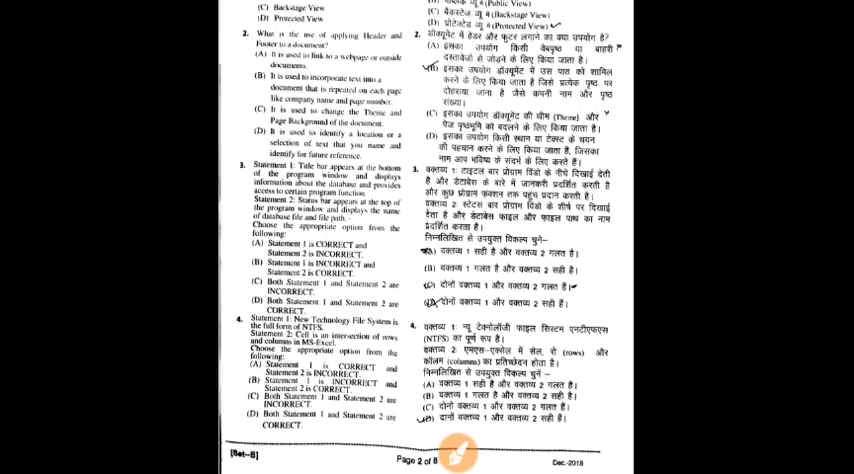 (C) Backstage View
(D) Protected View
2. What is the use of applying Header and
Footer to a document?
(A) It is used to link to a webpage or outside
documents.
(B) It is used to incorporate text into a
document that is repeated on each page
like company name and page number.
(C) It is used to change the Theme and
Page Background of the document.
(D) It is used to identify a location or a
selection of text that you name and
identify for future reference.
3. Statement 1: Title bar appears at the bottom
of the program window and displays
information about the database and provides
access to certain program function.
Statement 2: Status bar appears at the top of
the program window and displays the name
of database file and file path.
Choose the appropriate option from the
following:
(A) Statement 1 is CORRECT and
Statement 2 is INCORRECT.
(B) Statement 1 is INCORRECT and
Statement 2 is CORRECT.
(C) Both Statement 1 and Statement 2 are
INCORRECT.
(D) Both Statement 1 and Statement 2 are
CORRECT.
4. Statement 1: New Technology File System is
the full form of NTFS.
Statement 2: Cell is an intersection of rows
and columns in MS-Excel.
Choose the appropriate option from the
following:
(A) Statement 1 is CORRECT and
Statement 2 is INCORRECT.
(B) Statement 1 is INCORRECT and
Statement 2 is CORRECT.
(C) Both Statement 1 and Statement 2 are
INCORRECT.
(D) Both Statement 1 and Statement 2 are
CORRECT.
(Public View)
(C) बैकस्टेज व्यू में (Backstage View)
(D) प्रोटेक्टेड व्यू में (Protected View)
2. डॉक्यूमेंट में हेडर और फुटर लगाने का क्या उपयोग है?
(A) इसका उपयोग किसी वेबपृष्ठ या बाहरी
दस्तावेजों से जोड़ने के लिए किया जाता है।
(B) इसका उपयोग डॉक्यूमेंट में उस पाठ को शामिल
करने के लिए किया जाता है जिसे प्रत्येक पृष्ठ पर
दोहराया जाना है जैसे कंपनी नाम और पृष्ठ
संख्या।
(C) इसका उपयोग डॉक्यूमेंट की थीम (Theme) और
पेज पृष्ठभूमि को बदलने के लिए किया जाता है।
(D) इसका उपयोग किसी स्थान या टेक्स्ट के चयन
की पहचान करने के लिए किया जाता है, जिसका
नाम आप भविष्य के संदर्भ के लिए करते हैं।
3. वक्तव्य 1: टाइटल बार प्रोग्राम विंडो के नीचे दिखाई देती
है और डेटाबेस के बारे में जानकारी प्रदर्शित करती है
और कुछ प्रोग्राम फंक्शन तक पहुंच प्रदान करती है।
वक्तव्य 2: स्टेटस बार प्रोग्राम विंडो के शीर्ष पर दिखाई
देता है और डेटाबेस फाइल और फाइल पाथ का नाम
प्रदर्शित करता है।
निम्नलिखित से उपयुक्त विकल्प चुनें–
(A) वक्तव्य 1 सही है और वक्तव्य 2 गलत है।
(B) वक्तव्य 1 गलत है और वक्तव्य 2 सही है।
(C) दोनों वक्तव्य 1 और वक्तव्य 2 गलत हैं।
(D) दोनों वक्तव्य 1 और वक्तव्य 2 सही हैं।
4. वक्तव्य 1: न्यू टेक्नोलॉजी फाइल सिस्टम एनटीएफएस
(NTFS) का पूर्ण रूप है।
वक्तव्य 2: एमएस-एक्सेल में सेल, रो (rows) और
कॉलम (columns) का प्रतिच्छेदन होता है।
निम्नलिखित से उपयुक्त विकल्प चुनें –
(A) वक्तव्य 1 सही है और वक्तव्य 2 गलत है।
(B) वक्तव्य 1 गलत है और वक्तव्य 2 सही है।
(C) दोनों वक्तव्य 1 और वक्तव्य 2 गलत हैं।
(D) दोनों वक्तव्य 1 और वक्तव्य 2 सही हैं।
[Set-B]
Page 2 of 8
Dec.-2018